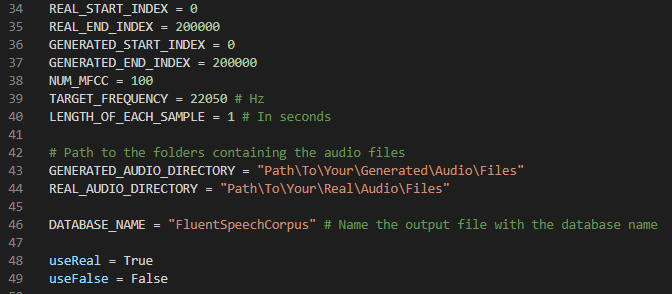 34 REAL_START_INDEX = 0
35 REAL_END_INDEX = 200000
36 GENERATED_START_INDEX = 0
37 GENERATED_END_INDEX = 200000
38 NUM_MFCC = 100
39 TARGET_FREQUENCY = 22050 # Hz
40 LENGTH_OF_EACH_SAMPLE = 1 # In seconds
41
42 # Path to the folders containing the audio files
43 GENERATED_AUDIO_DIRECTORY = "Path\To\Your\Generated\Audio\Files"
44 REAL_AUDIO_DIRECTORY = "Path\To\Your\Real\Audio\Files"
45
46 DATABASE_NAME = "FluentSpeechCorpus" # Name the output file with the database name
47
48 useReal = True
49 useFalse = False